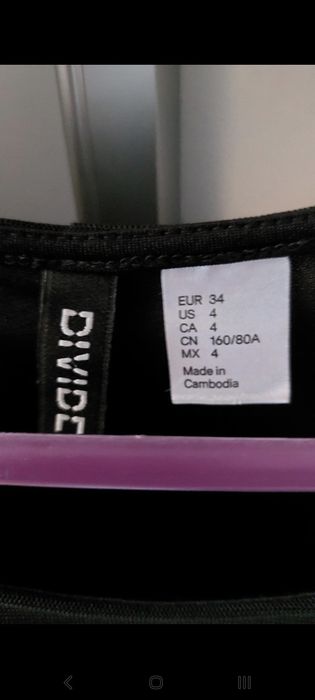 DIVIDE
EUR 34
US 4
CA 4
CN 160/80A
MX 4
Made in
Cambodia